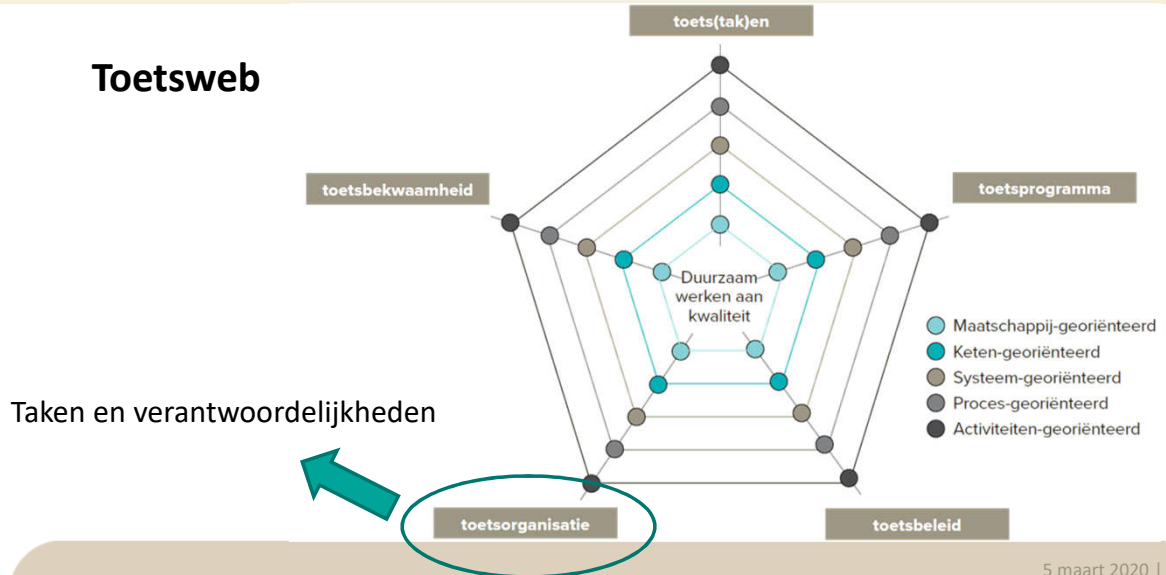 toets(tak)en
Toetsweb
toetsbekwaamheid
toetsprogramma
Duurzaam
werken aan
kwaliteit
Maatschappij-georiënteerd
Keten-georiënteerd
Systeem-georiënteerd
Proces-georiënteerd
Activiteiten-georiënteerd
Taken en verantwoordelijkheden
toetsorganisatie
toetsbeleid
5 maart 2020 |